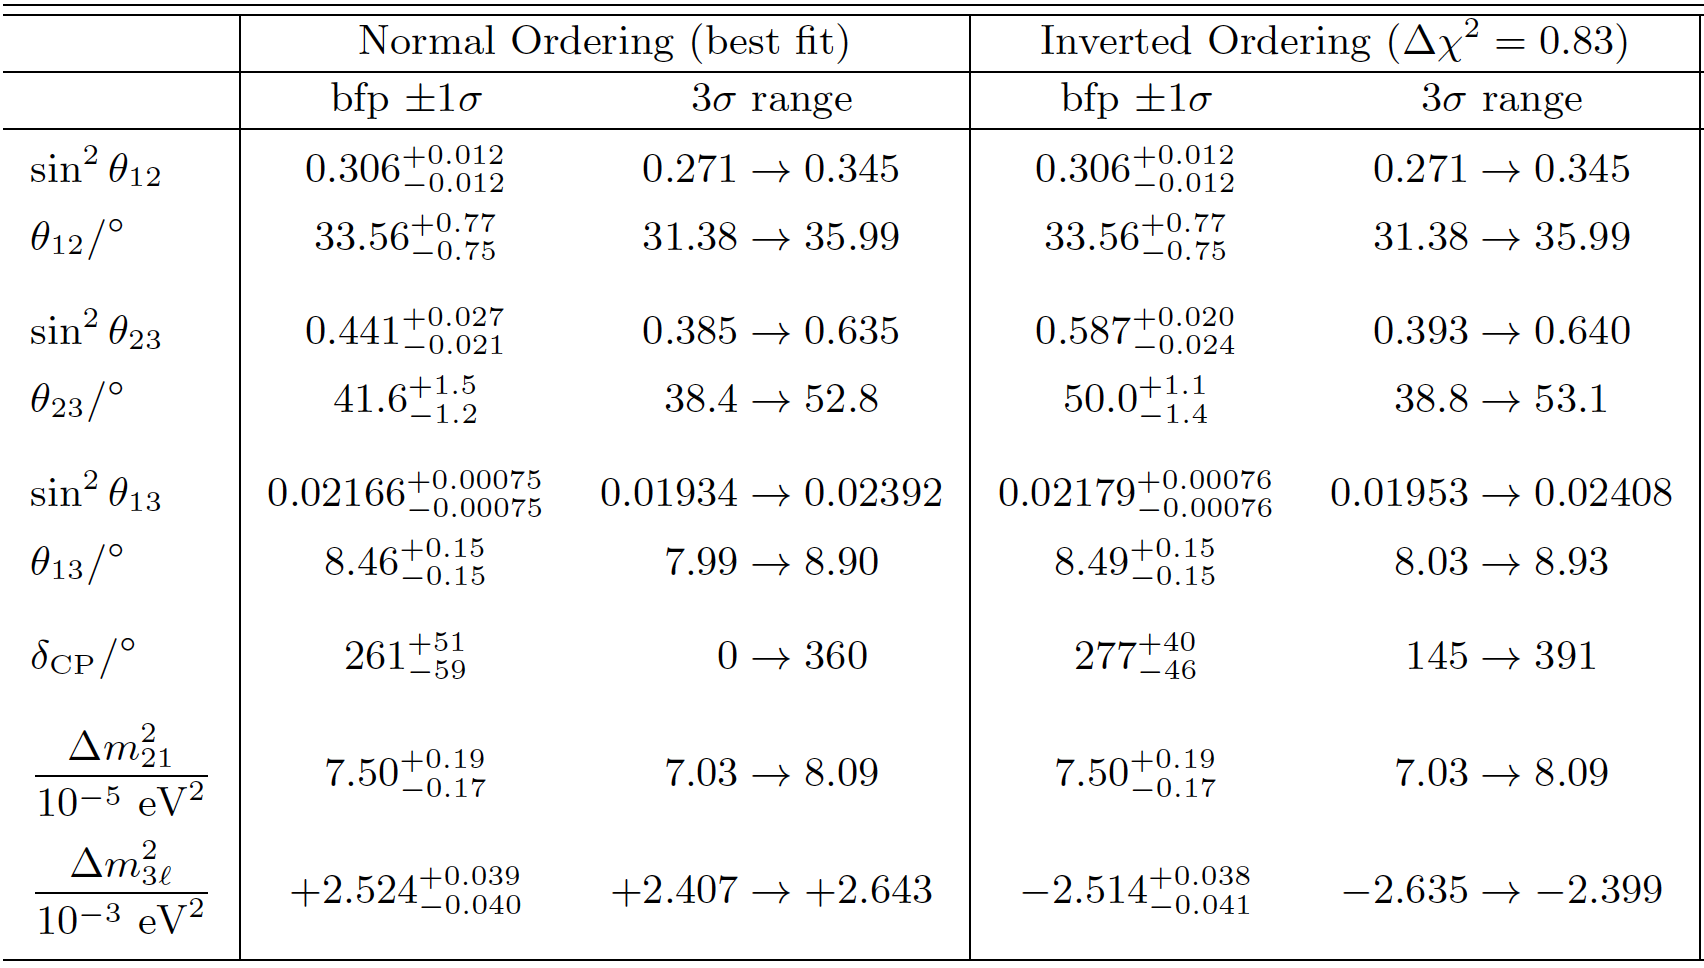 Normal Ordering (best fit) Inverted Ordering (Δχ² = 0.83)
bfp ±1σ 3σ range bfp ±1σ 3σ range
sin² θ₁₂ 0.306 +0.012 −0.012 0.271 → 0.345 0.306 +0.012 −0.012 0.271 → 0.345
θ₁₂/° 33.56 +0.77 −0.75 31.38 → 35.99 33.56 +0.77 −0.75 31.38 → 35.99
sin² θ₂₃ 0.441 +0.027 −0.021 0.385 → 0.635 0.587 +0.020 −0.024 0.393 → 0.640
θ₂₃/° 41.6 +1.5 −1.2 38.4 → 52.8 50.0 +1.1 −1.4 38.8 → 53.1
sin² θ₁₃ 0.02166 +0.00075 −0.00075 0.01934 → 0.02392 0.02179 +0.00076 −0.00076 0.01953 → 0.02408
θ₁₃/° 8.46 +0.15 −0.15 7.99 → 8.90 8.49 +0.15 −0.15 8.03 → 8.93
δCP/° 261 +51 −59 0 → 360 277 +40 −46 145 → 391
Δm²₂₁ / 10⁻⁵ eV² 7.50 +0.19 −0.17 7.03 → 8.09 7.50 +0.19 −0.17 7.03 → 8.09
Δm²₃ℓ / 10⁻³ eV² +2.524 +0.039 −0.040 +2.407 → +2.643 −2.514 +0.038 −0.041 −2.635 → −2.399